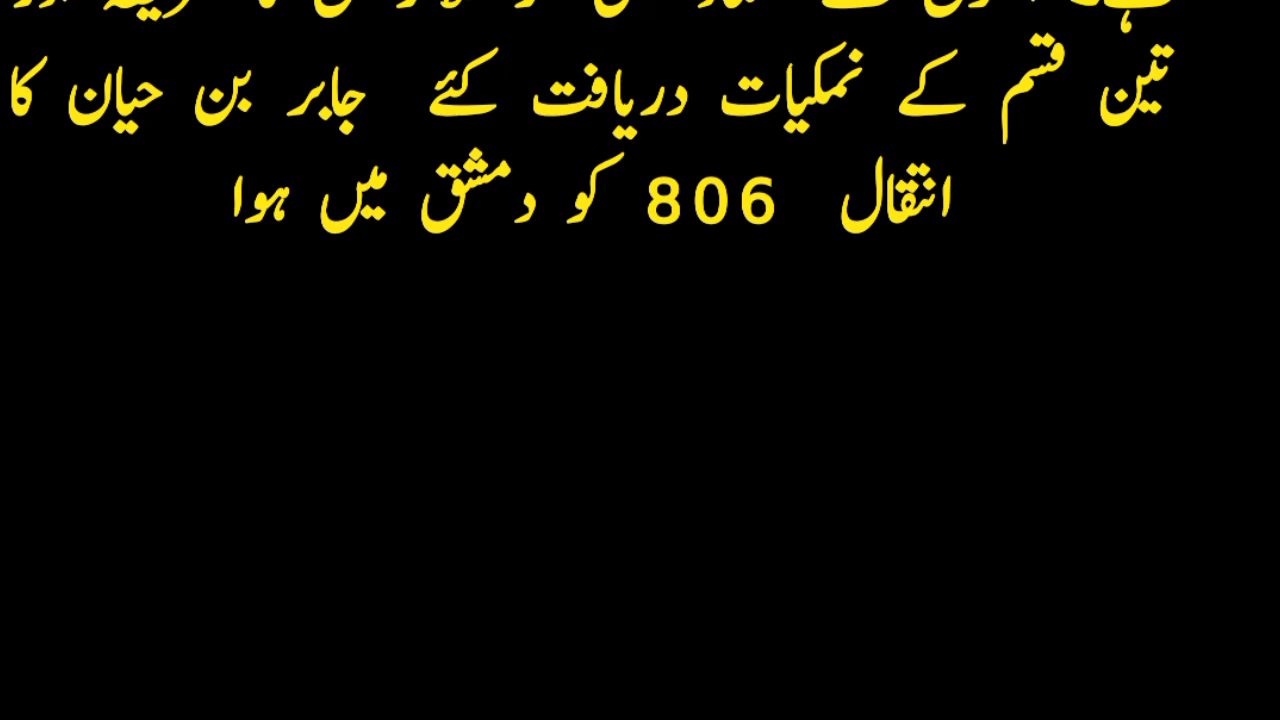 تین قسم کے نمکیات دریافت کئے جابر بن حیان کا
انتقال 806 کو دمشق میں ہوا